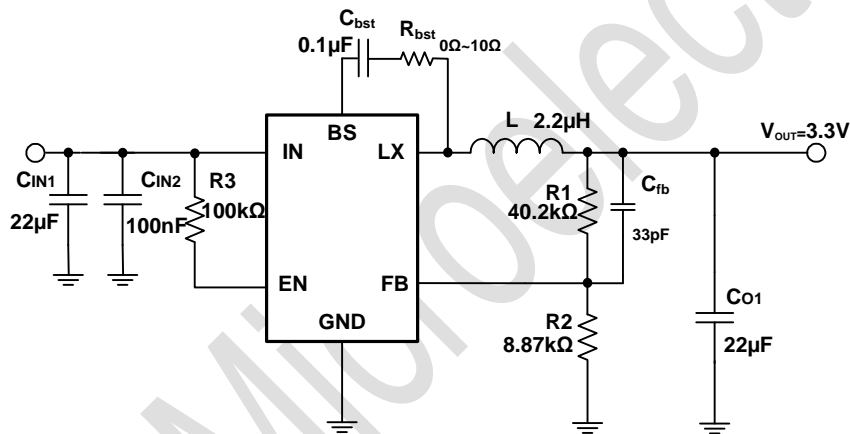 Cbst
0.1µF
Rbst
0Ω~10Ω
BS
IN
LX
L 2.2µH
VOUT=3.3V
CIN1
22µF
CIN2
100nF
R3
100kΩ
R1
40.2kΩ
Cfb
33pF
EN
FB
GND
R2
8.87kΩ
CO1
22µF
Microelect